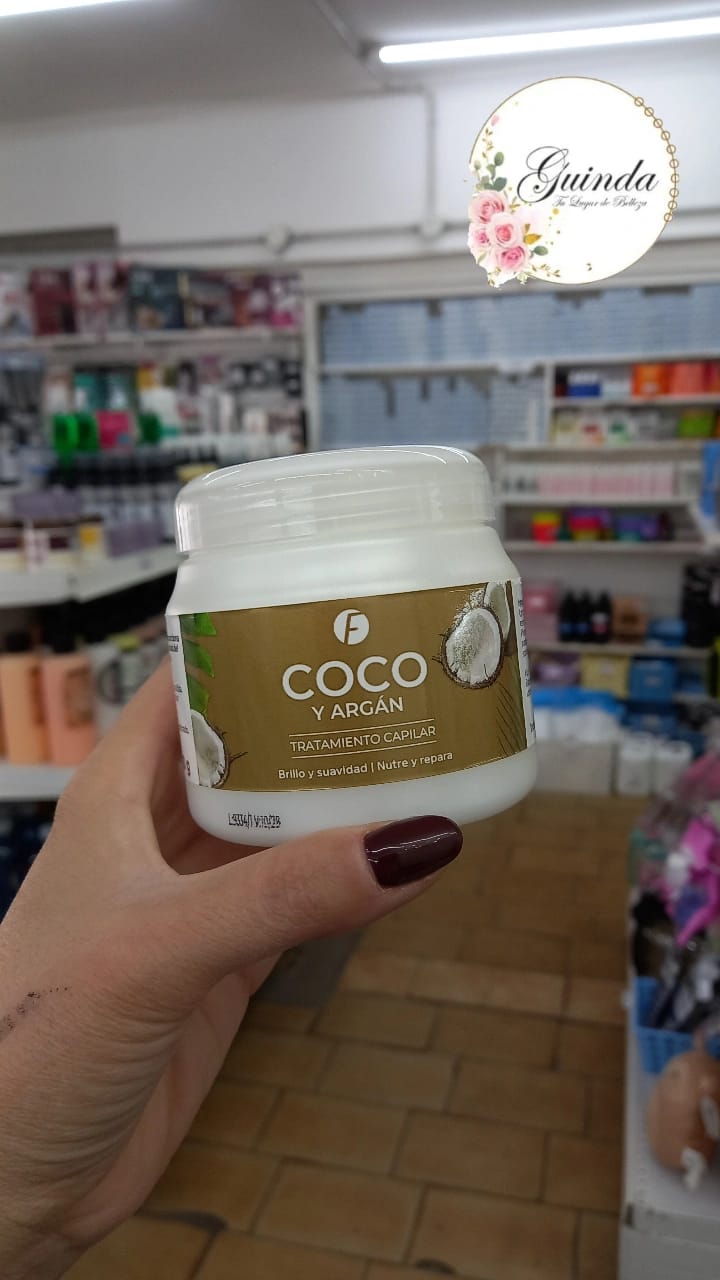 Guinda
Tu Lugar de Belleza
F
COCO
Y ARGÁN
TRATAMIENTO CAPILAR
Brillo y suavidad | Nutre y repara